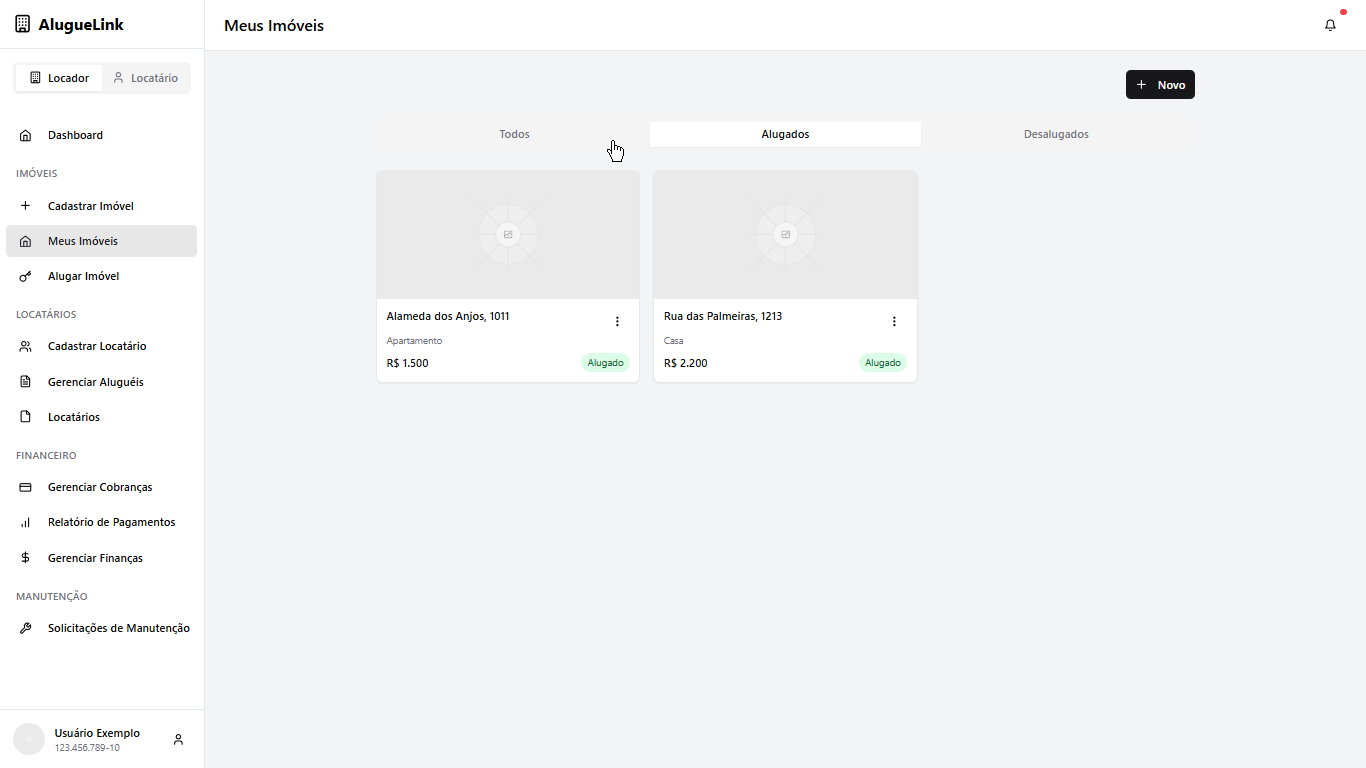 AlugueLink
Locador
Locatário
Dashboard
IMÓVEIS
Cadastrar Imóvel
Meus Imóveis
Alugar Imóvel
LOCATÁRIOS
Cadastrar Locatário
Gerenciar Aluguéis
Locatários
FINANCEIRO
Gerenciar Cobranças
Relatório de Pagamentos
Gerenciar Finanças
MANUTENÇÃO
Solicitações de Manutenção
Usuário Exemplo
123.456.789-10
Meus Imóveis
Novo
Todos
Alugados
Desalugados
Alameda dos Anjos, 1011
Apartamento
R$ 1.500
Alugado
Rua das Palmeiras, 1213
Casa
R$ 2.200
Alugado